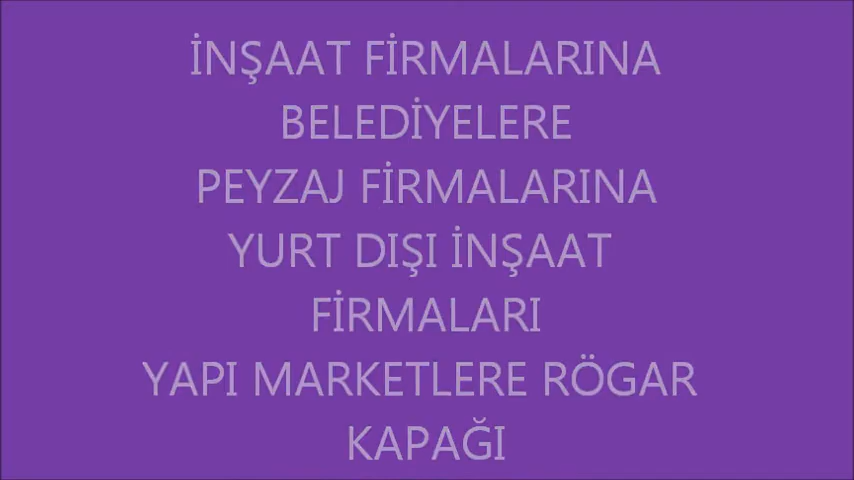 İNŞAAT FİRMALARINA
BELEDİYELERE
PEYZAJ FİRMALARINA
YURT DIŞI İNŞAAT
FİRMALARI
YAPI MARKETLERE RÖGAR
KAPAĞI